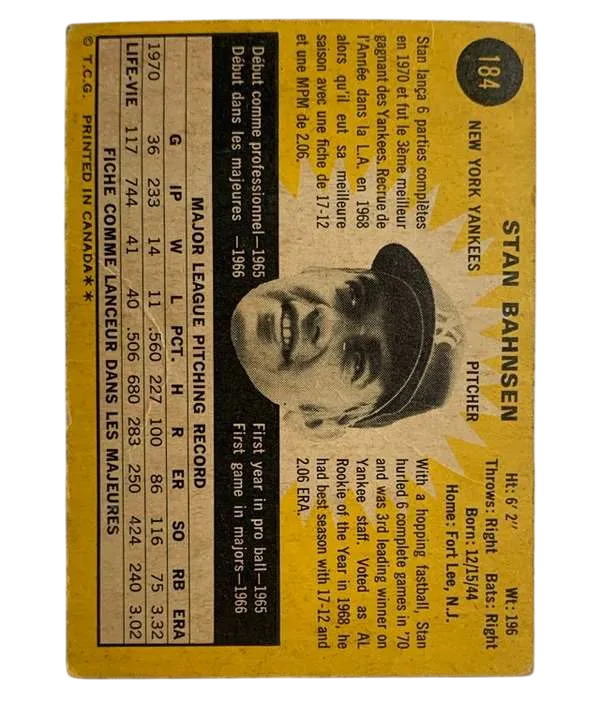 184
STAN BAHNSEN
NEW YORK YANKEES PITCHER
Ht: 6' 2" Wt: 196
Throws: Right Bats: Right
Born: 12/15/44
Home: Fort Lee, N.J.
Stan lança 6 parties complètes
en 1970 et fut le 3ème meilleur
gagnant des Yankees. Recrue de
l'Année dans la L.A. en 1968
alors qu'il eut sa meilleure
saison avec une fiche de 17-12
et une MPM de 2.06.
With a hopping fastball, Stan
hurled 6 complete games in '70
and was 3rd leading winner on
Yankee staff. Voted as AL
Rookie of the Year in 1968, he
had best season with 17-12 and
2.06 ERA.
Début comme professionnel—1965
Début dans les majeures —1966
First year in pro ball—1965
First game in majors—1966
MAJOR LEAGUE PITCHING RECORD
G IP W L PCT. H R ER SO RB ERA
1970 36 233 14 11 .560 227 100 86 116 75 3.32
LIFE-VIE 117 744 41 40 .506 680 283 250 424 240 3.02
FICHE COMME LANCEUR DANS LES MAJEURES
© T.C.G. PRINTED IN CANADA**